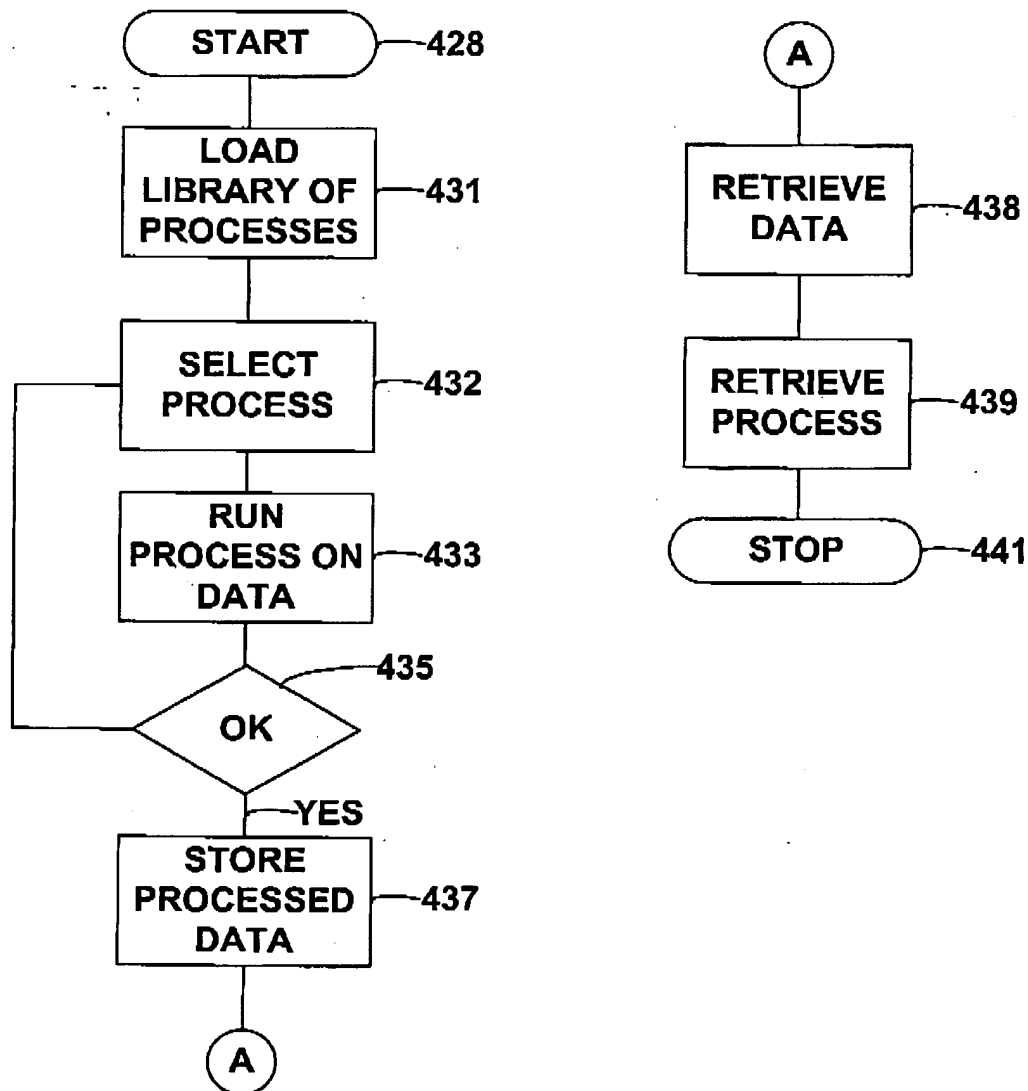 START 428
LOAD
LIBRARY OF 431
PROCESSES
SELECT
PROCESS 432
RUN
PROCESS ON 433
DATA
435
OK
YES
STORE
PROCESSED 437
DATA
A
A
RETRIEVE
DATA 438
RETRIEVE
PROCESS 439
STOP 441